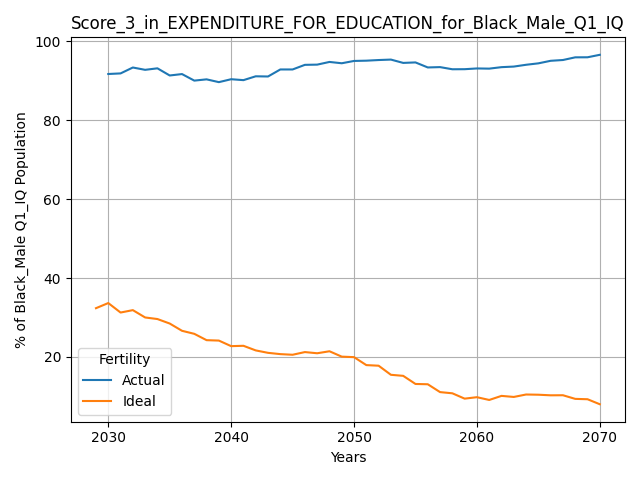 Score_3_in_EXPENDITURE_FOR_EDUCATION_for_Black_Male_Q1_IQ
% of Black_Male Q1_IQ Population
100
80
60
40
20
Fertility
Actual
Ideal
2030 2040 2050 2060 2070
Years